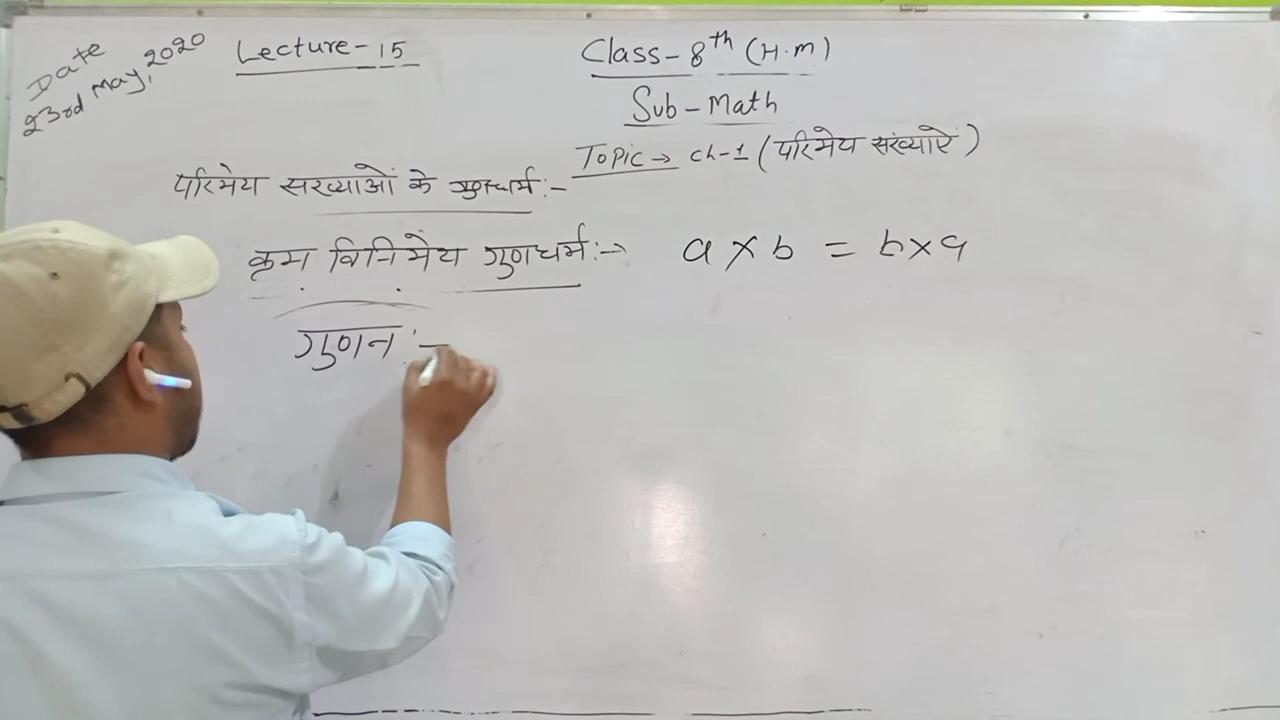 Date
23rd May, 2020
Lecture-15
Class-8th (H.m)
Sub-Math
Topic → ch-1 (परिमेय संख्याऐं)
परिमेय सख्याओं के गुणधर्म:-
क्रम विनिमेय गुणधर्म:→ a × b = b × a
गुणन:-